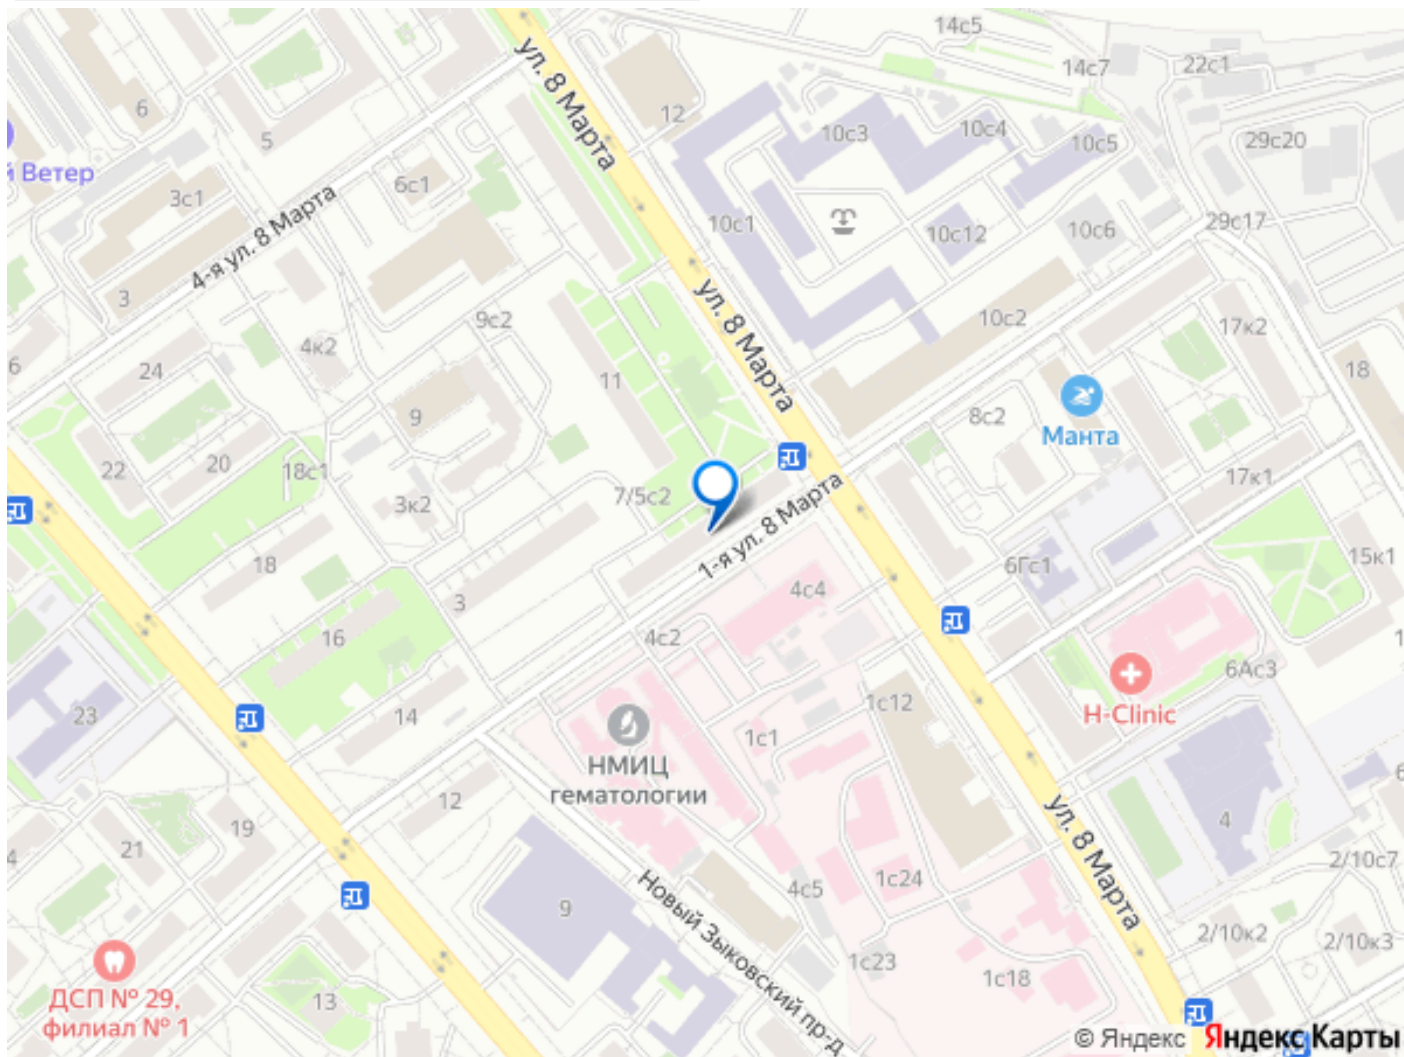 14с5
ул. 8 Марта
14с7
22с1
6
12
5
10с3
10с4
10с5
29с20
й Ветер
3с1
6с1
4-я ул. 8 Марта
10с1
10с12
10с6
29с17
3
9с2
ул. 8 Марта
10с2
17к2
6
24
4к2
11
18
9
8с2
Манта
22
20
18с1
3к2
7/5с2
17к1
1-я ул. 8 Марта
18
6Гс1
15к1
3
4с4
16
4с2
6Ас3
23
14
1с12
H-Clinic
1с1
НМИЦ
гематологии
12
ул. 8 Марта
4
19
21
4
2/10с7
Новый Зыковский пр-д
4с5
1с24
9
2/10к2
2/10к3
1с23
1с18
ДСП № 29,
филиал № 1
13
© Яндекс Яндекс Карты